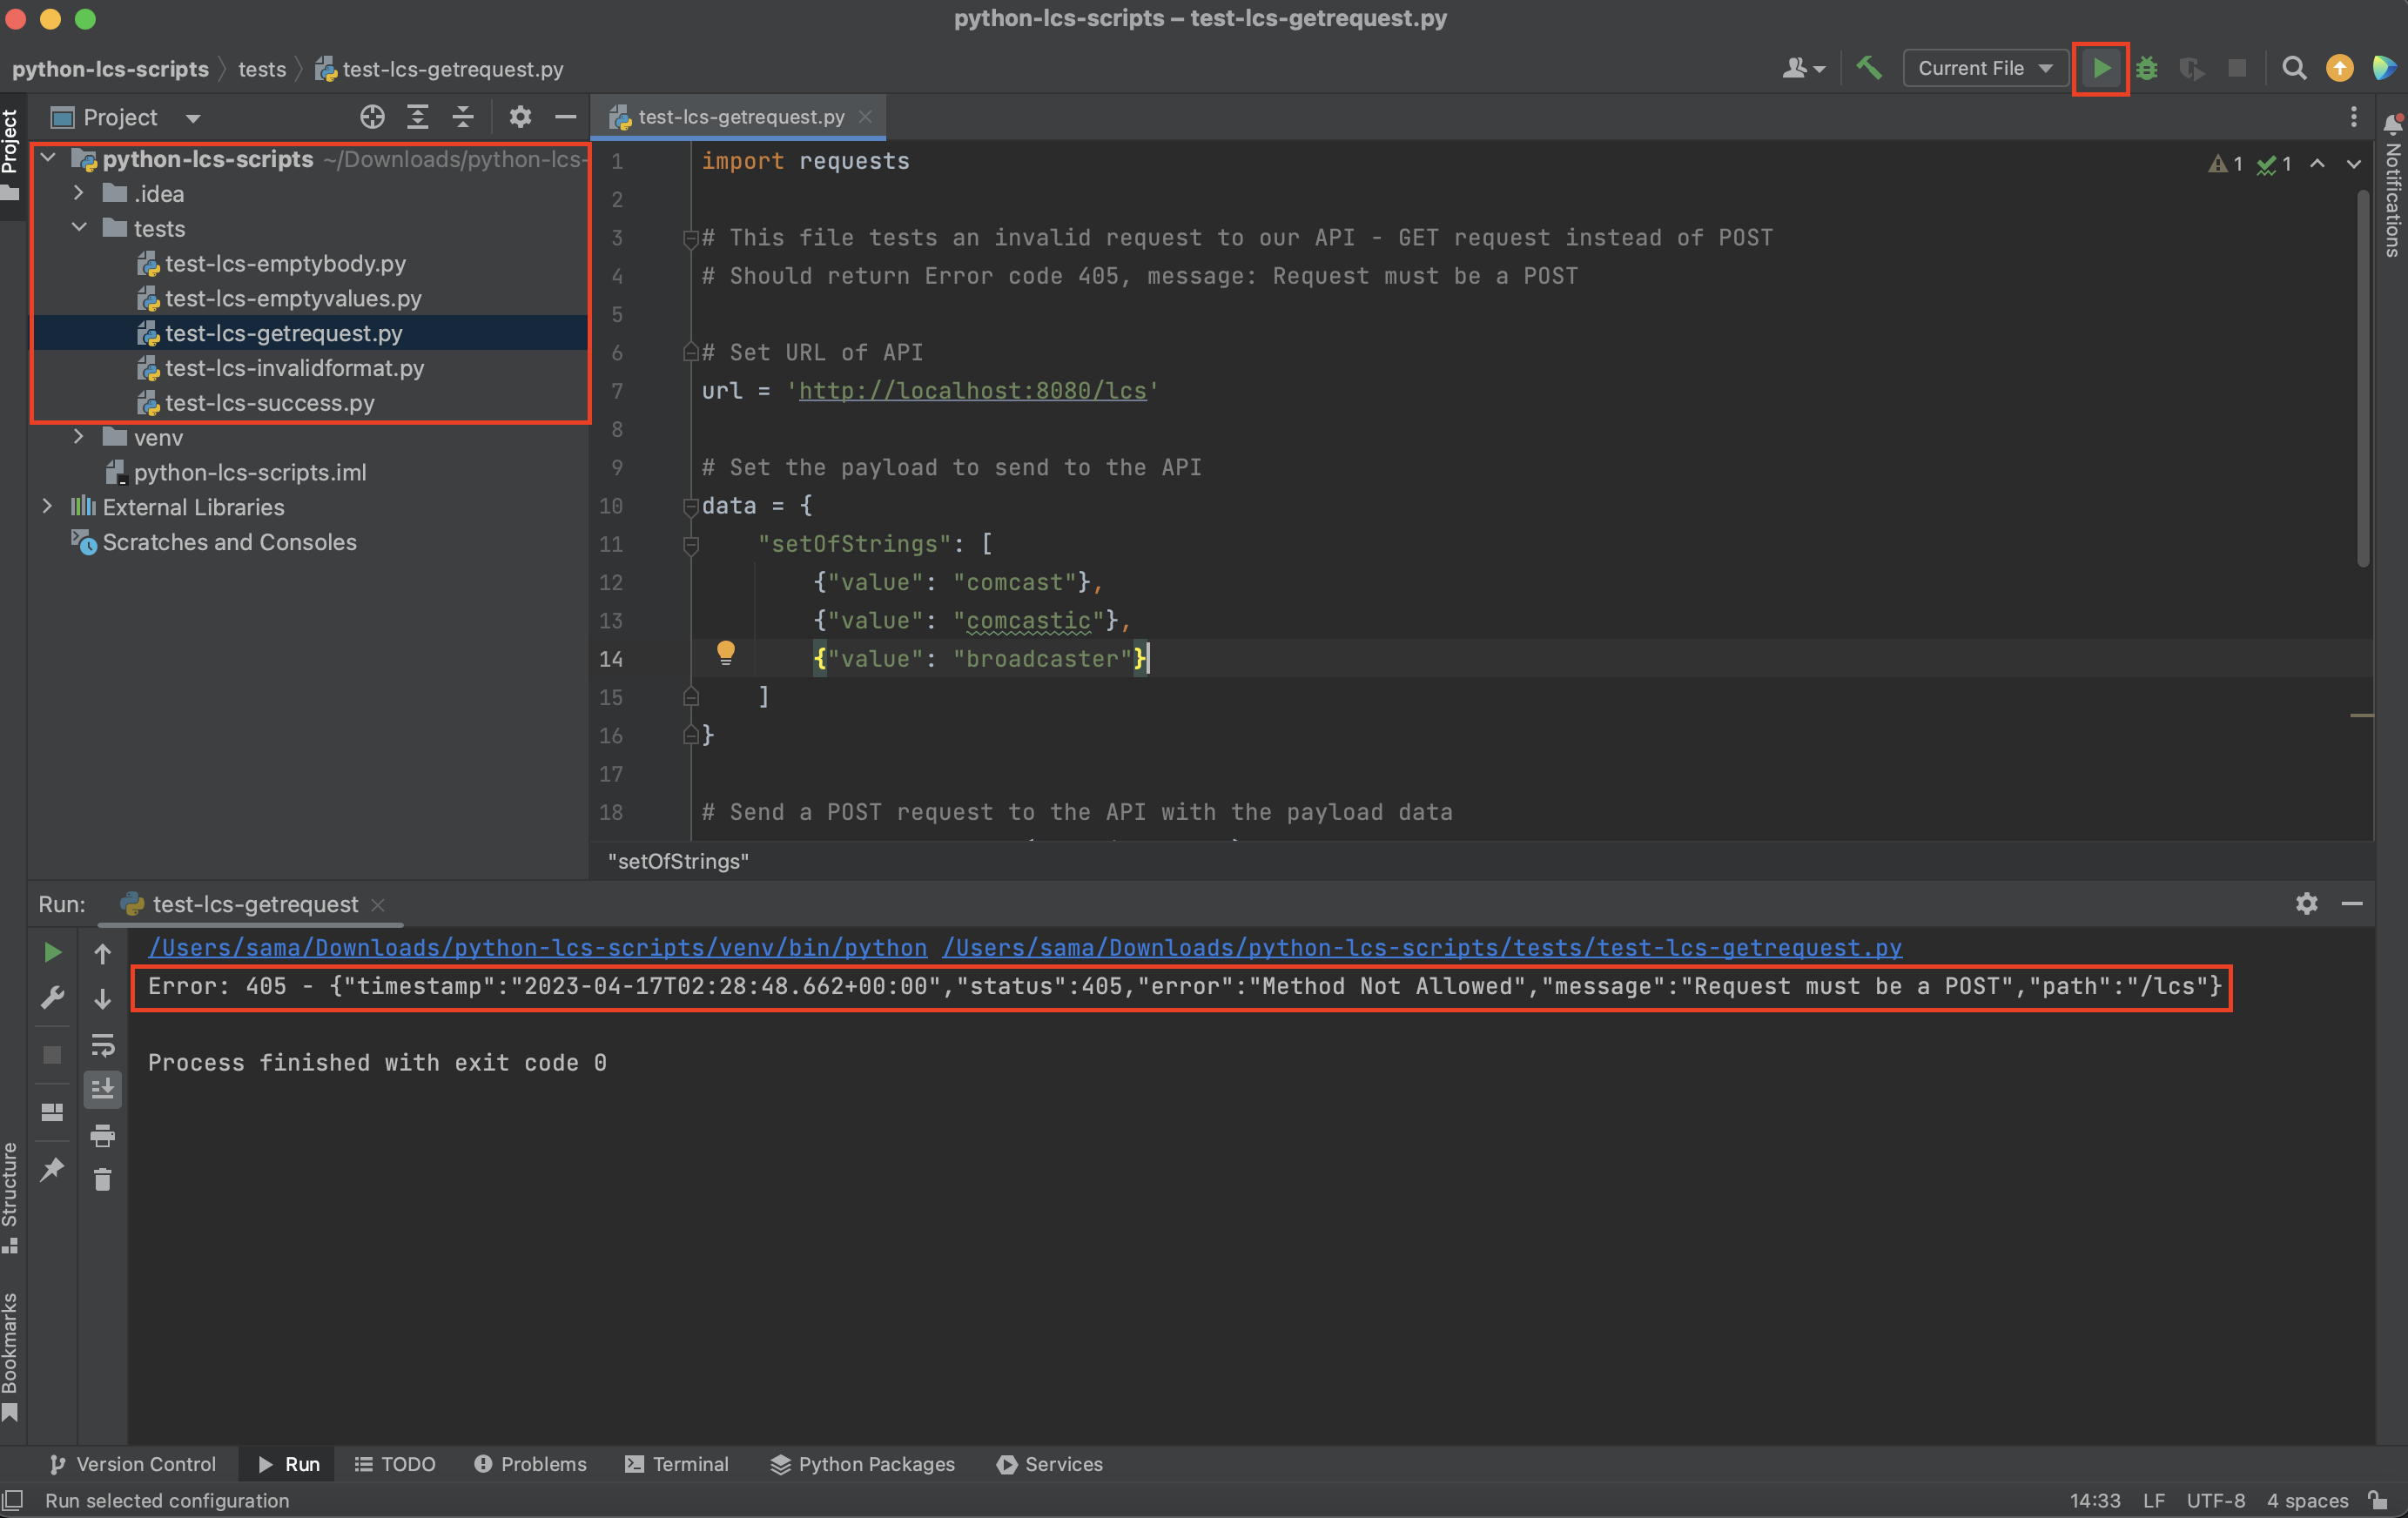 python-lcs-scripts – test-lcs-getrequest.py
python-lcs-scripts
tests
test-lcs-getrequest.py
Current File
Project
Project
test-lcs-getrequest.py
Notifications
python-lcs-scripts ~/Downloads/python-lcs-
.idea
tests
test-lcs-emptybody.py
test-lcs-emptyvalues.py
test-lcs-getrequest.py
test-lcs-invalidformat.py
test-lcs-success.py
venv
python-lcs-scripts.iml
External Libraries
Scratches and Consoles
1 import requests
1 1
2
3 # This file tests an invalid request to our API - GET request instead of POST
4 # Should return Error code 405, message: Request must be a POST
5
6 # Set URL of API
7 url = 'http://localhost:8080/lcs'
8
9 # Set the payload to send to the API
10 data = {
11 "setOfStrings": [
12 {"value": "comcast"},
13 {"value": "comcastic"},
14 {"value": "broadcaster"}
15 ]
16 }
17
18 # Send a POST request to the API with the payload data
"setOfStrings"
Run: test-lcs-getrequest
/Users/sama/Downloads/python-lcs-scripts/venv/bin/python /Users/sama/Downloads/python-lcs-scripts/tests/test-lcs-getrequest.py
Error: 405 - {"timestamp":"2023-04-17T02:28:48.662+00:00","status":405,"error":"Method Not Allowed","message":"Request must be a POST","path":"/lcs"}
Process finished with exit code 0
Structure
Bookmarks
Version Control
Run
TODO
Problems
Terminal
Python Packages
Services
Run selected configuration
14:33 LF UTF-8 4 spaces